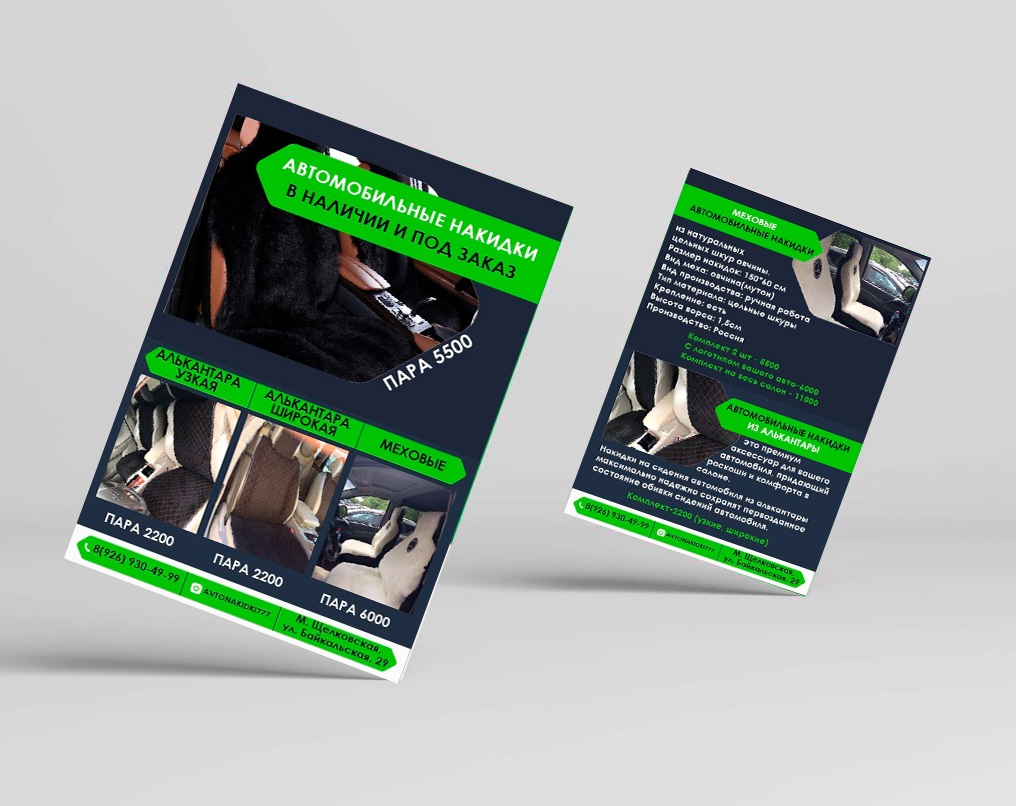 АВТОМОБИЛЬНЫЕ НАКИДКИ
В НАЛИЧИИ И ПОД ЗАКАЗ
ПАРА 5500
АЛЬКАНТАРА
УЗКАЯ
АЛЬКАНТАРА
ШИРОКАЯ
МЕХОВЫЕ
ПАРА 2200
ПАРА 2200
ПАРА 6000
8(926) 930-49-99
AVTONAKIDKI777
М. Щелковская,
ул. Байкальская, 29
МЕХОВЫЕ
АВТОМОБИЛЬНЫЕ НАКИДКИ
из натуральных
цельных шкур овчины.
Размер накидок: 150*60 см
Вид меха: овчина(мутон)
Вид производства: ручная работа
Тип материала: цельные шкуры
Крепление: есть
Высота ворса: 1,5см
Производство: Россия
Комплект 2 шт - 5500
С логотипом вашего авто-6000
Комплект на весь салон - 11000
АВТОМОБИЛЬНЫЕ НАКИДКИ
ИЗ АЛЬКАНТАРЫ
это премиум
аксессуар для вашего
автомобиля, придающий
роскоши и комфорта в
салоне.
Накидки на сидения автомобиля из алькантары
максимально надежно сохранят первозданное
состояние обивки сидений автомобиля.
Комплект-2200 (узкие, широкие)
8(926) 930-49-99
AVTONAKIDKI777
М. Щелковская,
ул. Байкальская, 29